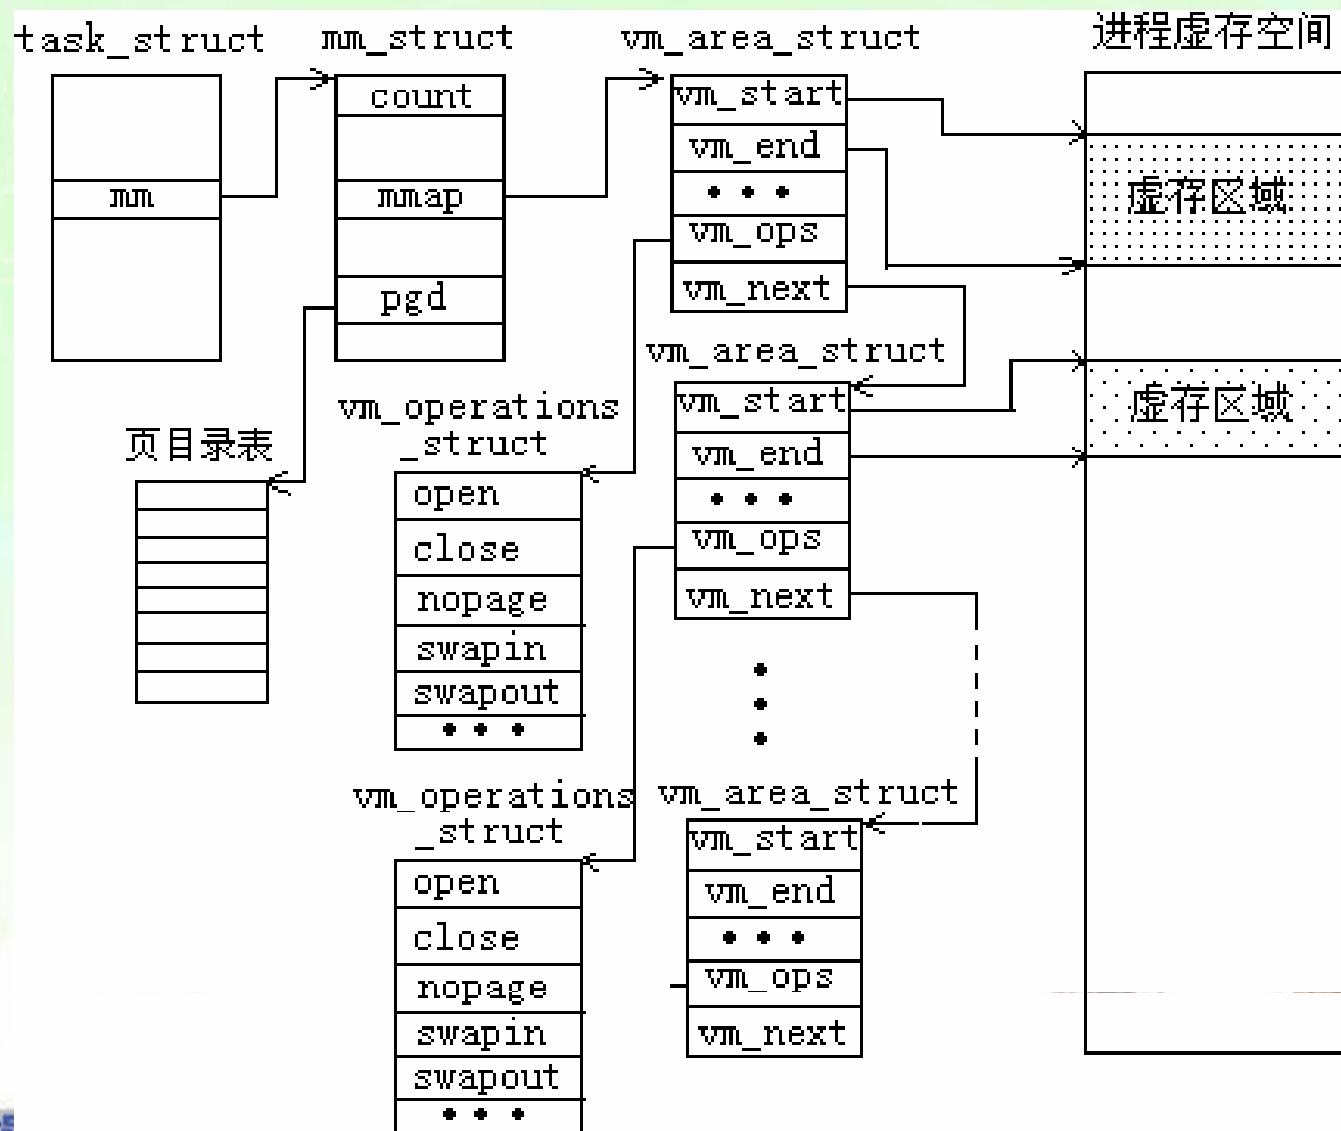 task_struct
mm_struct
vm_area_struct
进程虚存空间
mm
count
mmap
pgd
vm_start
vm_end
• • •
vm_ops
vm_next
虚存区域
虚存区域
页目录表
vm_operations
_struct
open
close
nopage
swapin
swapout
• • •
vm_area_struct
vm_start
vm_end
• • •
vm_ops
vm_next
vm_operations
_struct
open
close
nopage
swapin
swapout
• • •
vm_area_struct
vm_start
vm_end
• • •
vm_ops
vm_next